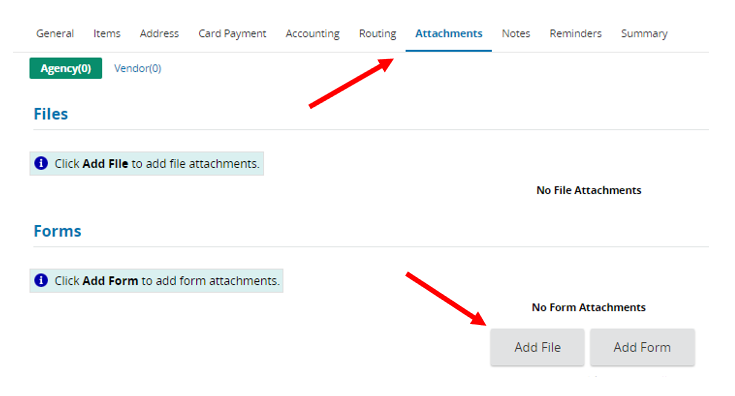 General Items Address Card Payment Accounting Routing Attachments Notes Reminders Summary
Agency(0) Vendor(0)
Files
Click Add File to add file attachments.
No File Attachments
Forms
Click Add Form to add form attachments.
No Form Attachments
Add File Add Form